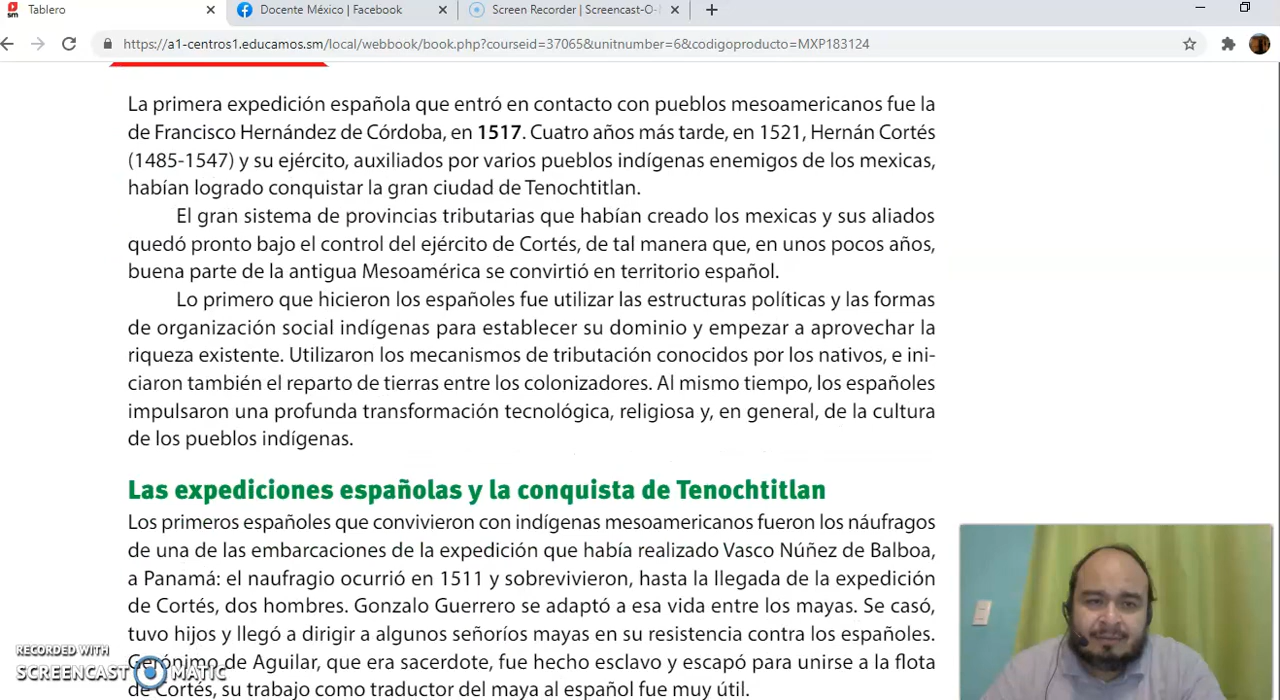 Tablero
Docente México | Facebook
Screen Recorder | Screencast-O-
https://a1-centros1.educamos.sm/local/webbook/book.php?courseid=37065&unitnumber=6&codigoproducto=MXP183124
La primera expedición española que entró en contacto con pueblos mesoamericanos fue la
de Francisco Hernández de Córdoba, en 1517. Cuatro años más tarde, en 1521, Hernán Cortés
(1485-1547) y su ejército, auxiliados por varios pueblos indígenas enemigos de los mexicas,
habían logrado conquistar la gran ciudad de Tenochtitlan.
El gran sistema de provincias tributarias que habían creado los mexicas y sus aliados
quedó pronto bajo el control del ejército de Cortés, de tal manera que, en unos pocos años,
buena parte de la antigua Mesoamérica se convirtió en territorio español.
Lo primero que hicieron los españoles fue utilizar las estructuras políticas y las formas
de organización social indígenas para establecer su dominio y empezar a aprovechar la
riqueza existente. Utilizaron los mecanismos de tributación conocidos por los nativos, e ini-
ciaron también el reparto de tierras entre los colonizadores. Al mismo tiempo, los españoles
impulsaron una profunda transformación tecnológica, religiosa y, en general, de la cultura
de los pueblos indígenas.
Las expediciones españolas y la conquista de Tenochtitlan
Los primeros españoles que convivieron con indígenas mesoamericanos fueron los náufragos
de una de las embarcaciones de la expedición que había realizado Vasco Núñez de Balboa,
a Panamá: el naufragio ocurrió en 1511 y sobrevivieron, hasta la llegada de la expedición
de Cortés, dos hombres. Gonzalo Guerrero se adaptó a esa vida entre los mayas. Se casó,
tuvo hijos y llegó a dirigir a algunos señoríos mayas en su resistencia contra los españoles.
Gerónimo de Aguilar, que era sacerdote, fue hecho esclavo y escapó para unirse a la flota
de Cortés, su trabajo como traductor del maya al español fue muy útil.
RECORDED WITH
SCREENCAST MATIC
sm